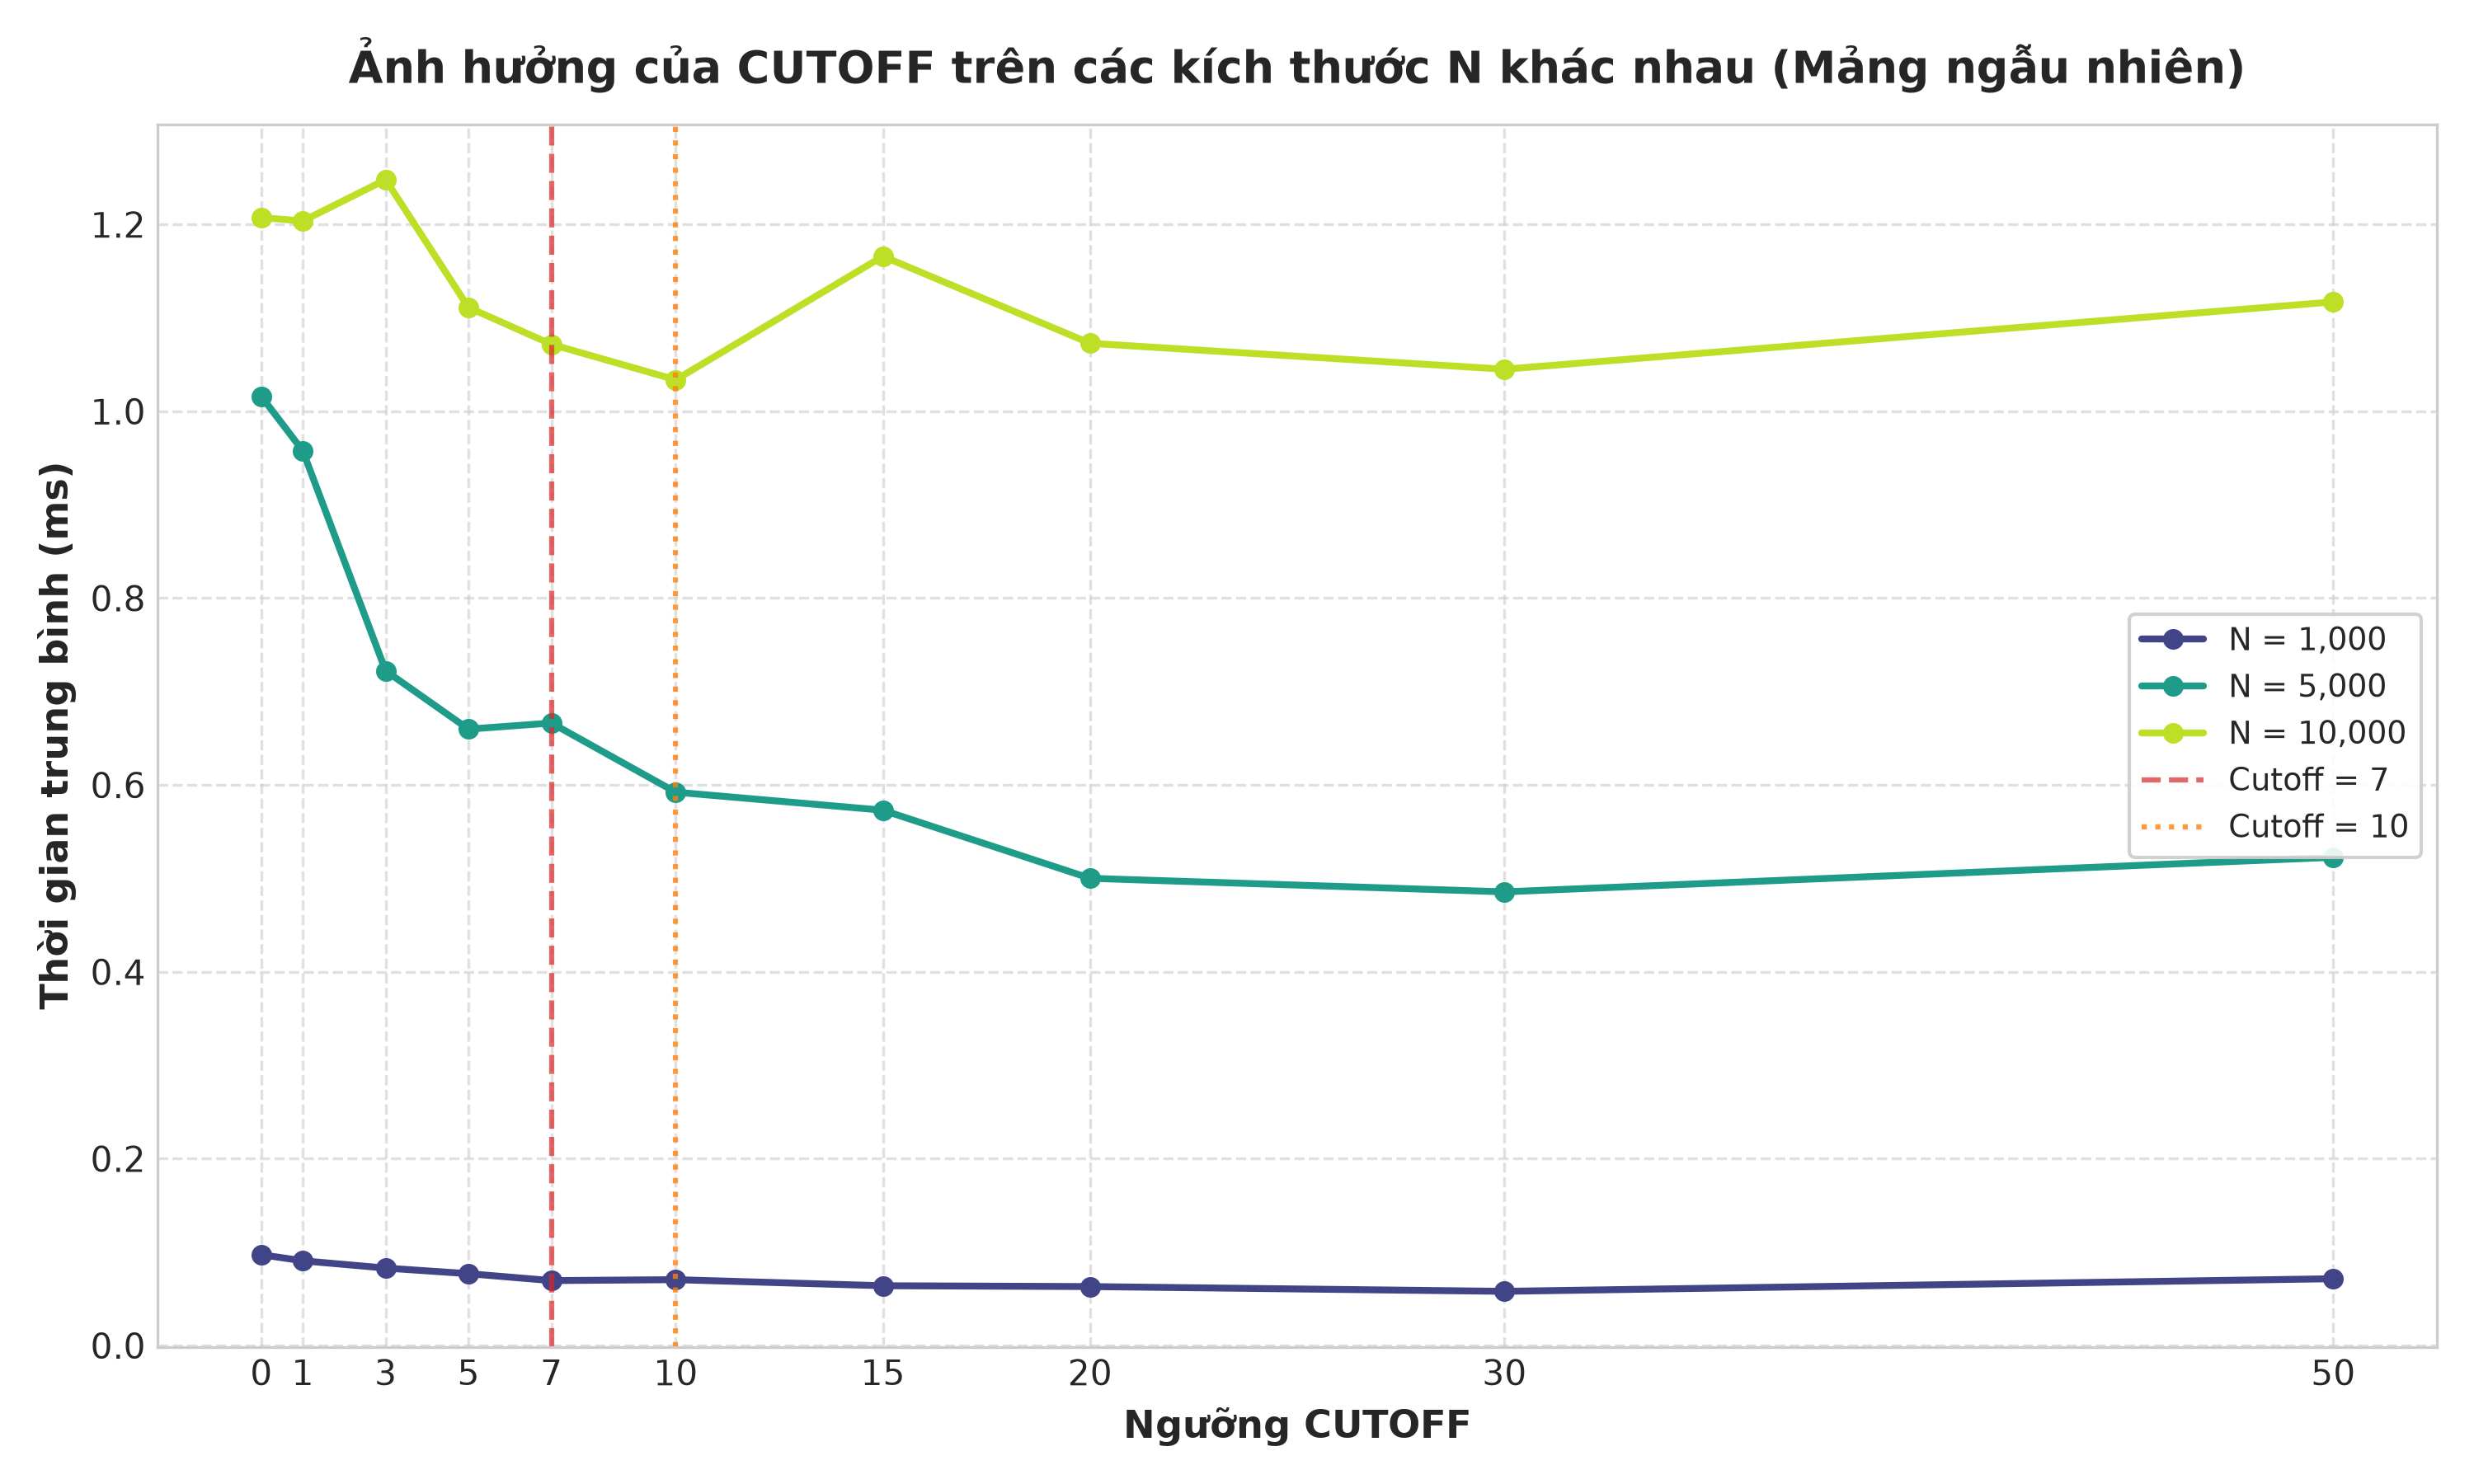 Ảnh hưởng của CUTOFF trên các kích thước N khác nhau (Mảng ngẫu nhiên)
Thời gian trung bình (ms)
1.2
1.0
0.8
0.6
0.4
0.2
0.0
N = 1,000
N = 5,000
N = 10,000
Cutoff = 7
Cutoff = 10
0 1 3 5 7 10 15 20 30 50
Ngưỡng CUTOFF